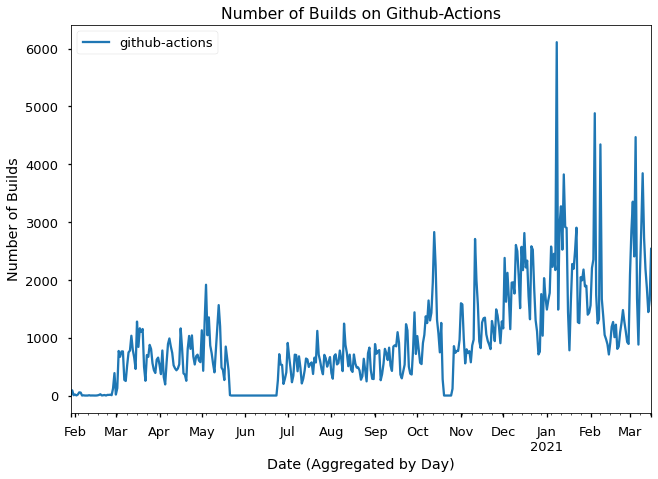 Number of Builds on Github-Actions
github-actions
6000
5000
4000
3000
2000
1000
0
Number of Builds
Feb Mar Apr May Jun Jul Aug Sep Oct Nov Dec Jan Feb Mar
2021
Date (Aggregated by Day)